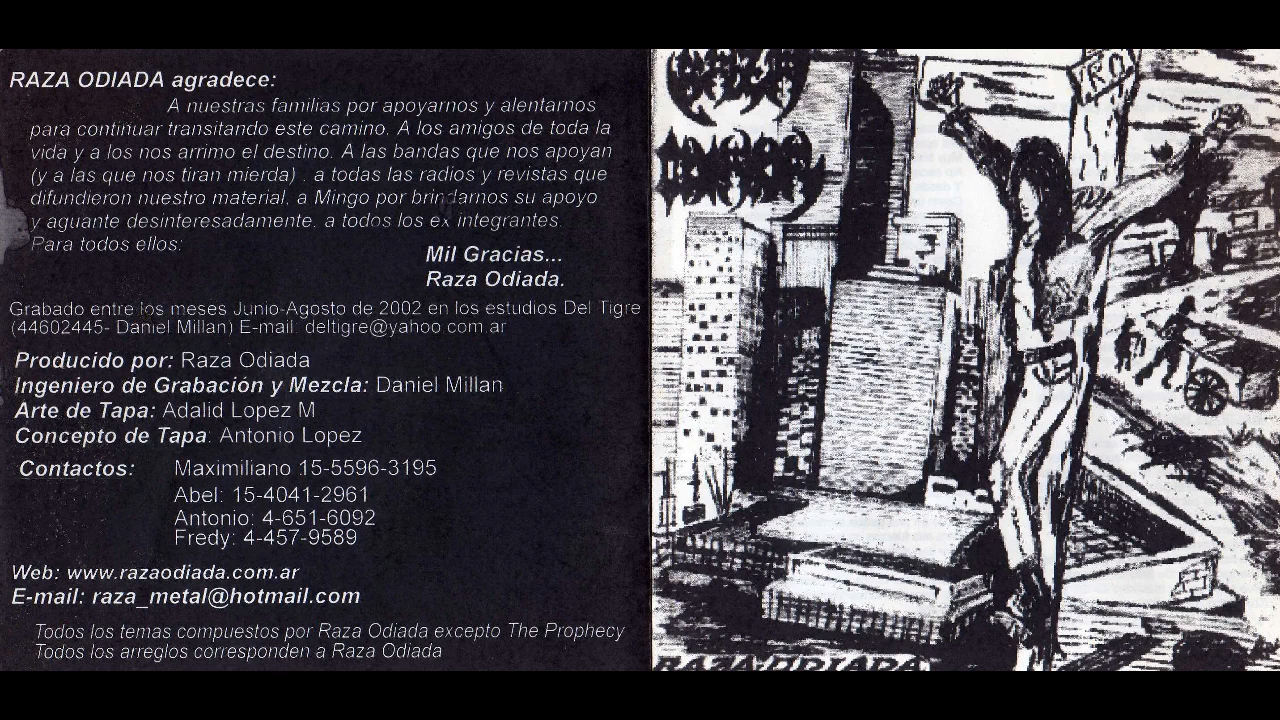 RAZA ODIADA agradece:
A nuestras familias por apoyarnos y alentarnos
para continuar transitando este camino. A los amigos de toda la
vida y a los nos arrimo el destino. A las bandas que nos apoyan
(y a las que nos tiran mierda) . a todas las radios y revistas que
difundieron nuestro material, a Mingo por brindarnos su apoyo
y aguante desinteresadamente, a todos los ex integrantes.
Para todos ellos.
Mil Gracias...
Raza Odiada.
Grabado entre los meses Junio-Agosto de 2002 en los estudios Del Tigre
(44602445- Daniel Millan) E-mail: deltigre@yahoo.com.ar
Producido por: Raza Odiada
Ingeniero de Grabación y Mezcla: Daniel Millan
Arte de Tapa: Adalid Lopez M
Concepto de Tapa: Antonio Lopez
Contactos: Maximiliano 15-5596-3195
Abel: 15-4041-2961
Antonio: 4-651-6092
Fredy: 4-457-9589
Web: www.razaodiada.com.ar
E-mail: raza_metal@hotmail.com
Todos los temas compuestos por Raza Odiada excepto The Prophecy
Todos los arreglos corresponden a Raza Odiada
RAZA ODIADA